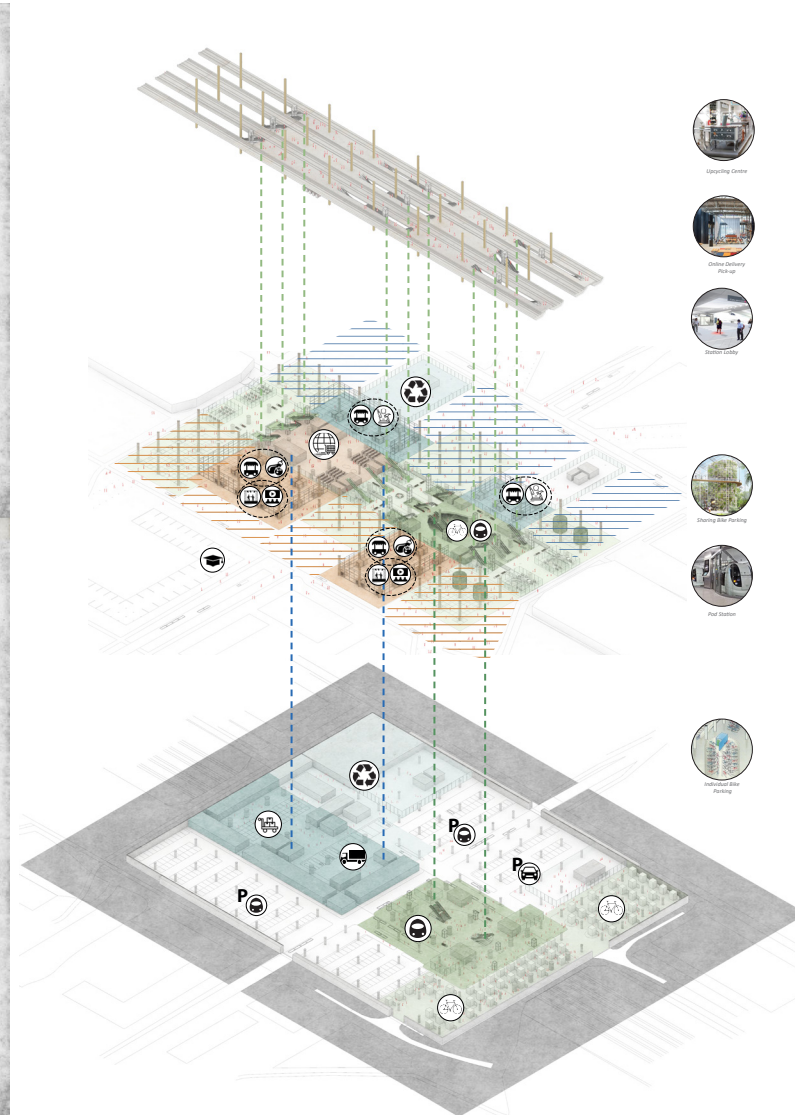 Upcycling Centre
Online Delivery
Pick-up
Station Lobby
Sharing Bike Parking
Pod Station
Individual Bike
Parking
P
P
P